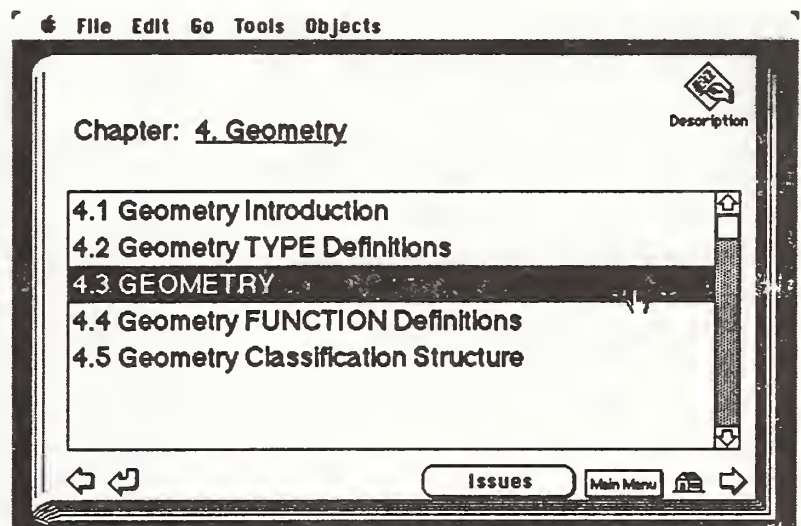 File Edit Go Tools Objects
Description
Chapter: 4. Geometry
4.1 Geometry Introduction
4.2 Geometry TYPE Definitions
4.3 GEOMETRY
4.4 Geometry FUNCTION Definitions
4.5 Geometry Classification Structure
Issues Main Menu